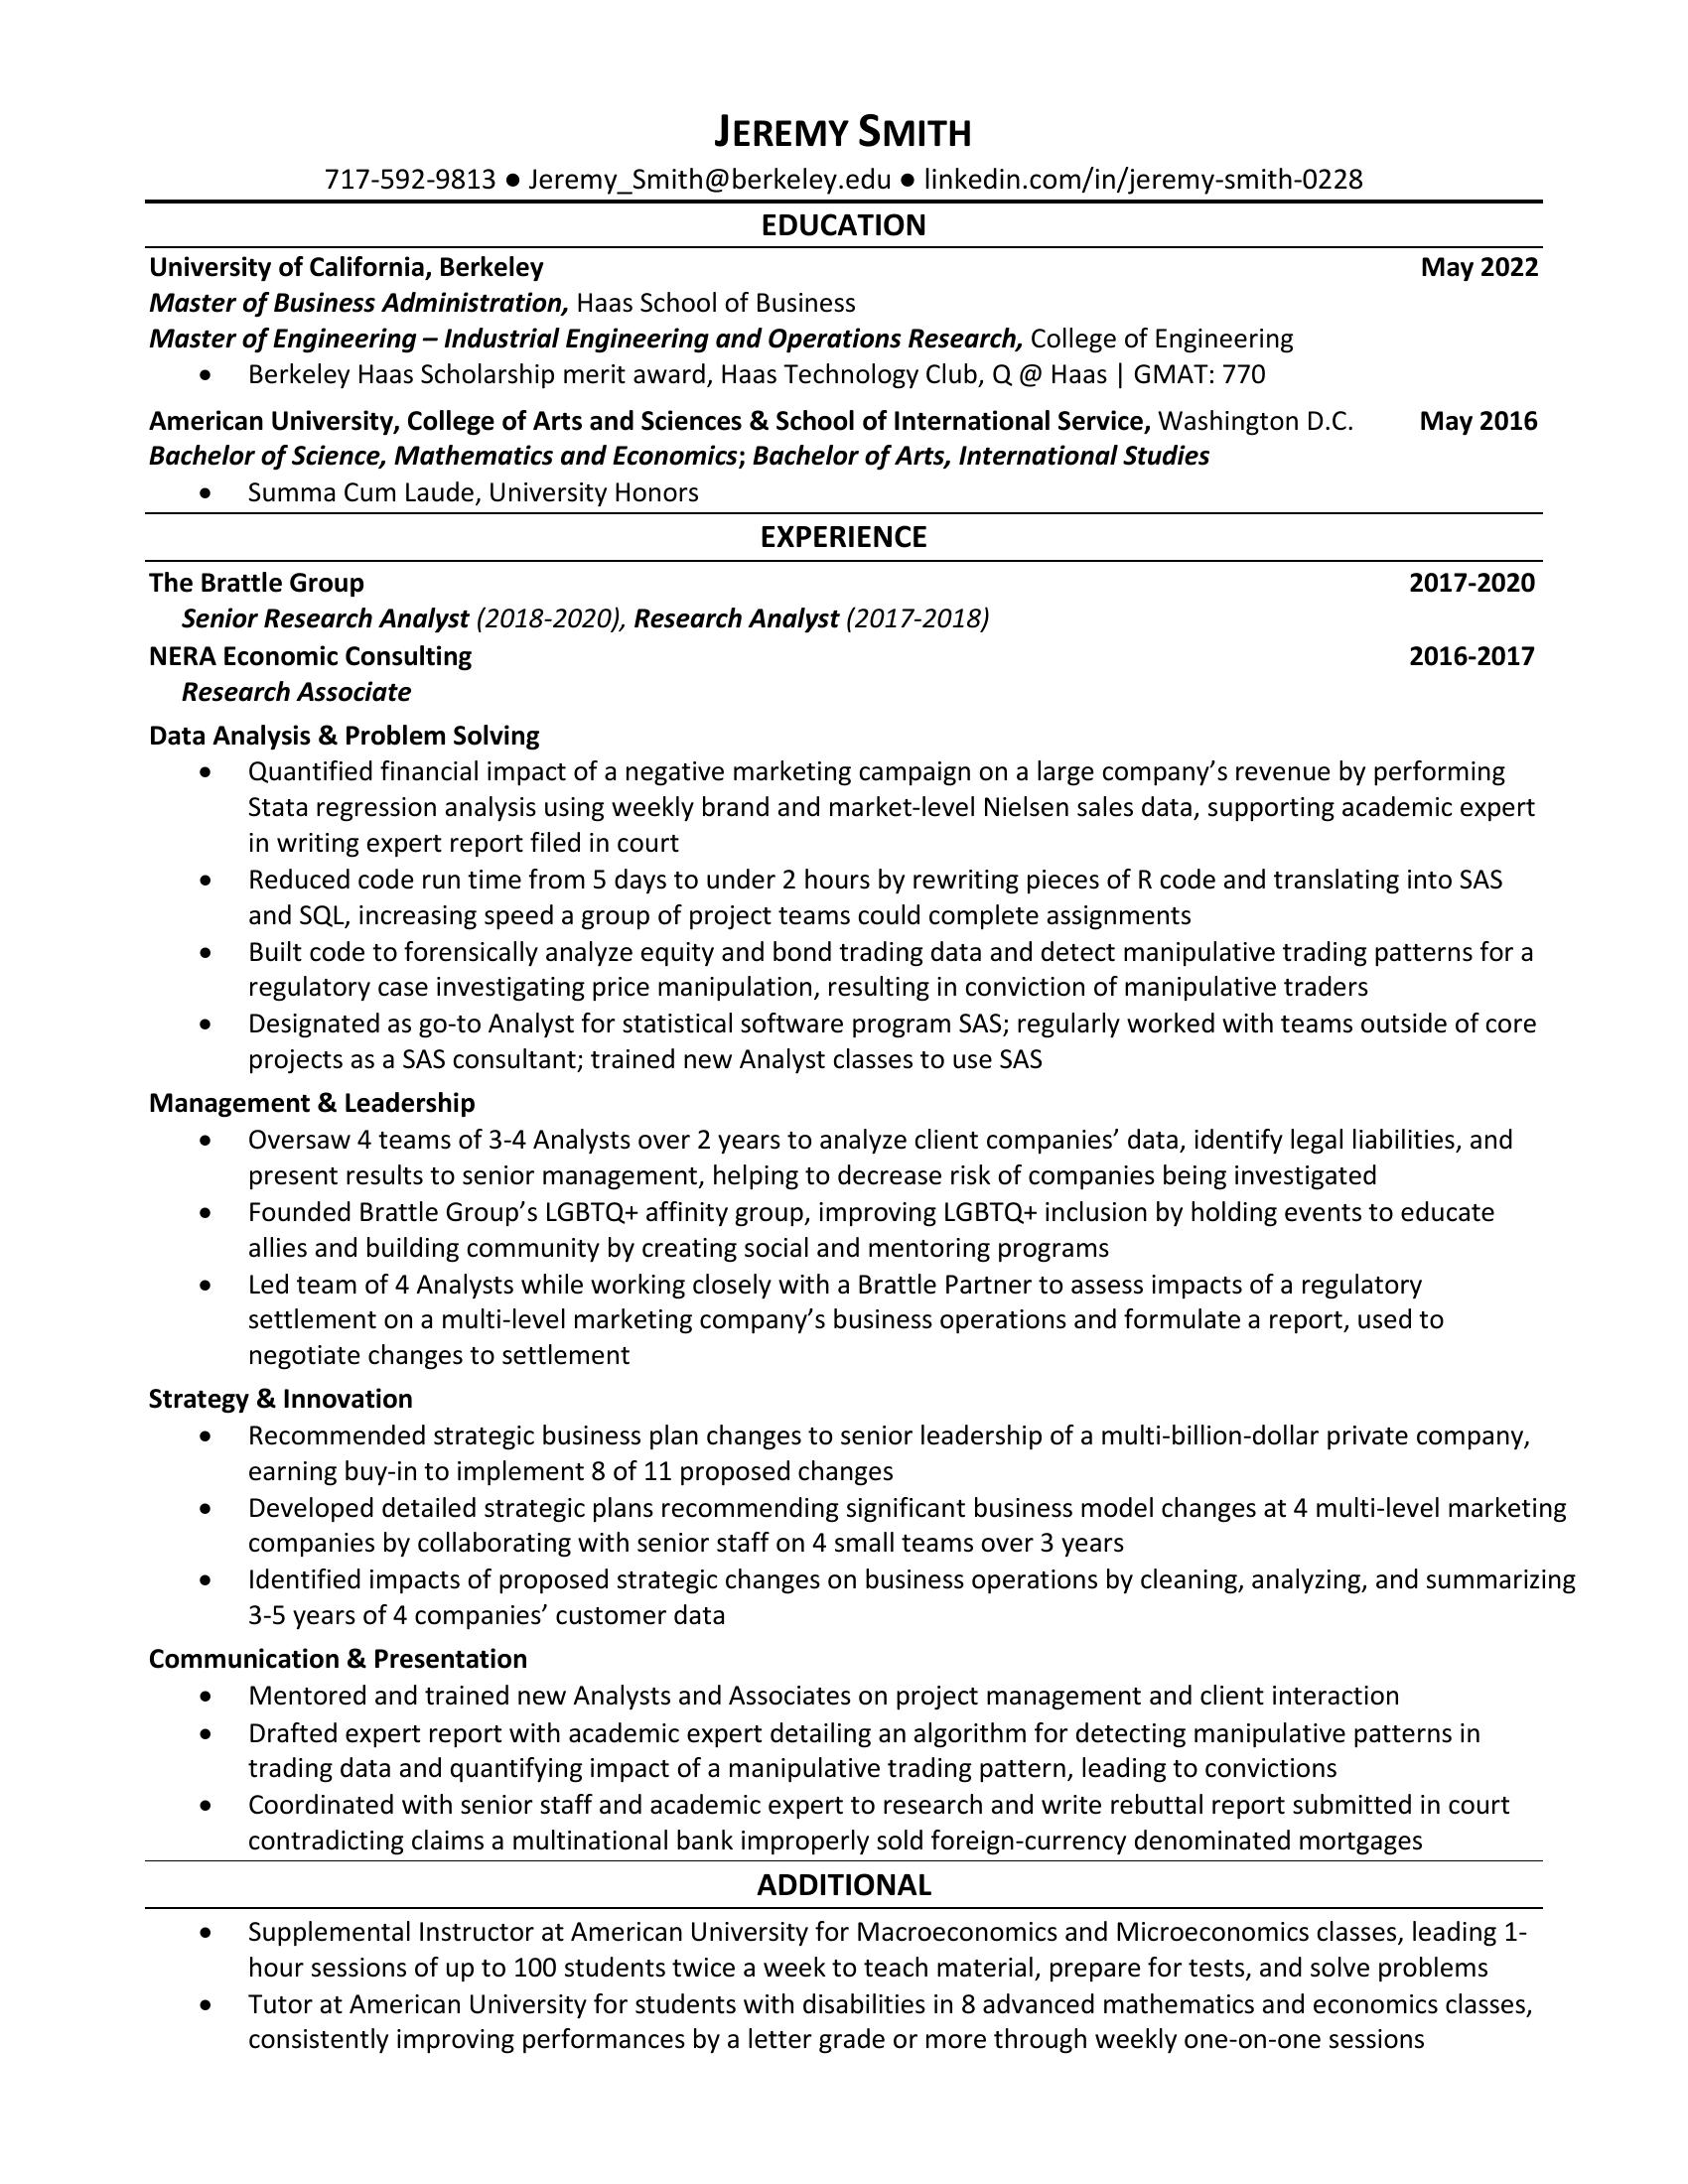 JEREMY SMITH
717-592-9813 ● Jeremy_Smith@berkeley.edu ● linkedin.com/in/jeremy-smith-0228
EDUCATION
University of California, Berkeley May 2022
Master of Business Administration, Haas School of Business
Master of Engineering – Industrial Engineering and Operations Research, College of Engineering
• Berkeley Haas Scholarship merit award, Haas Technology Club, Q @ Haas | GMAT: 770
American University, College of Arts and Sciences & School of International Service, Washington D.C. May 2016
Bachelor of Science, Mathematics and Economics; Bachelor of Arts, International Studies
• Summa Cum Laude, University Honors
EXPERIENCE
The Brattle Group 2017-2020
Senior Research Analyst (2018-2020), Research Analyst (2017-2018)
NERA Economic Consulting 2016-2017
Research Associate
Data Analysis & Problem Solving
• Quantified financial impact of a negative marketing campaign on a large company’s revenue by performing
Stata regression analysis using weekly brand and market-level Nielsen sales data, supporting academic expert
in writing expert report filed in court
• Reduced code run time from 5 days to under 2 hours by rewriting pieces of R code and translating into SAS
and SQL, increasing speed a group of project teams could complete assignments
• Built code to forensically analyze equity and bond trading data and detect manipulative trading patterns for a
regulatory case investigating price manipulation, resulting in conviction of manipulative traders
• Designated as go-to Analyst for statistical software program SAS; regularly worked with teams outside of core
projects as a SAS consultant; trained new Analyst classes to use SAS
Management & Leadership
• Oversaw 4 teams of 3-4 Analysts over 2 years to analyze client companies’ data, identify legal liabilities, and
present results to senior management, helping to decrease risk of companies being investigated
• Founded Brattle Group’s LGBTQ+ affinity group, improving LGBTQ+ inclusion by holding events to educate
allies and building community by creating social and mentoring programs
• Led team of 4 Analysts while working closely with a Brattle Partner to assess impacts of a regulatory
settlement on a multi-level marketing company’s business operations and formulate a report, used to
negotiate changes to settlement
Strategy & Innovation
• Recommended strategic business plan changes to senior leadership of a multi-billion-dollar private company,
earning buy-in to implement 8 of 11 proposed changes
• Developed detailed strategic plans recommending significant business model changes at 4 multi-level marketing
companies by collaborating with senior staff on 4 small teams over 3 years
• Identified impacts of proposed strategic changes on business operations by cleaning, analyzing, and summarizing
3-5 years of 4 companies’ customer data
Communication & Presentation
• Mentored and trained new Analysts and Associates on project management and client interaction
• Drafted expert report with academic expert detailing an algorithm for detecting manipulative patterns in
trading data and quantifying impact of a manipulative trading pattern, leading to convictions
• Coordinated with senior staff and academic expert to research and write rebuttal report submitted in court
contradicting claims a multinational bank improperly sold foreign-currency denominated mortgages
ADDITIONAL
• Supplemental Instructor at American University for Macroeconomics and Microeconomics classes, leading 1-
hour sessions of up to 100 students twice a week to teach material, prepare for tests, and solve problems
• Tutor at American University for students with disabilities in 8 advanced mathematics and economics classes,
consistently improving performances by a letter grade or more through weekly one-on-one sessions